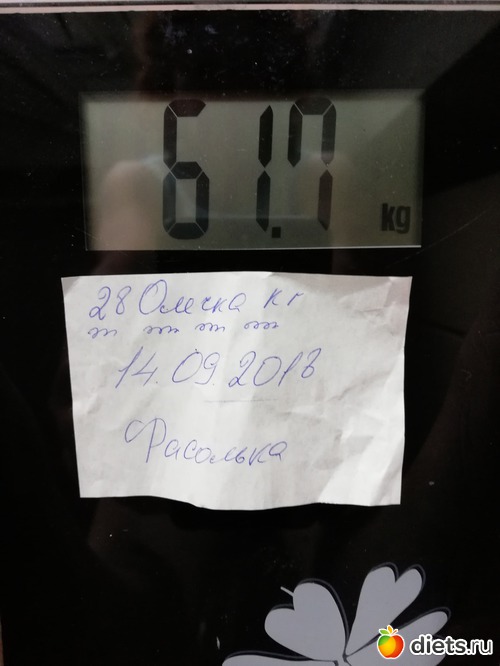 61.7
kg
28 Олечка кг
14.09.2018
Фасолька
diets.ru